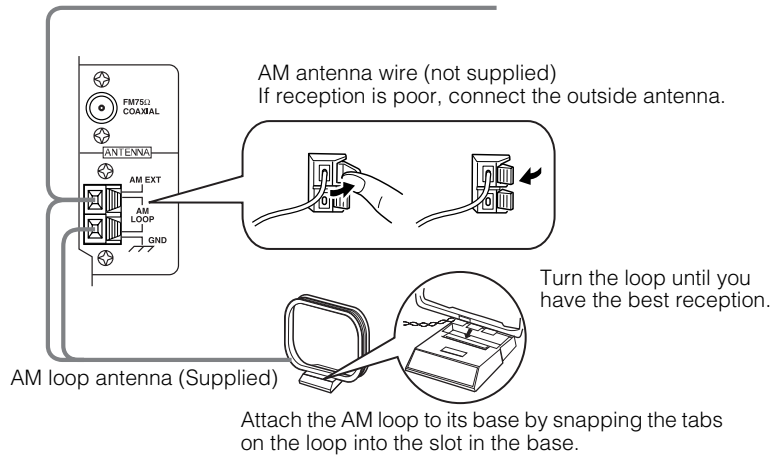 AM antenna wire (not supplied)
If reception is poor, connect the outside antenna.
FM75Ω
COAXIAL
ANTENNA
AM EXT
AM
LOOP
GND
Turn the loop until you
have the best reception.
AM loop antenna (Supplied)
Attach the AM loop to its base by snapping the tabs
on the loop into the slot in the base.